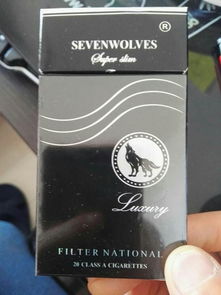 SEVENWOLVES
®
Super slim
Luxury
FILTER NATIONAL
20 CLASS A CIGARETTES